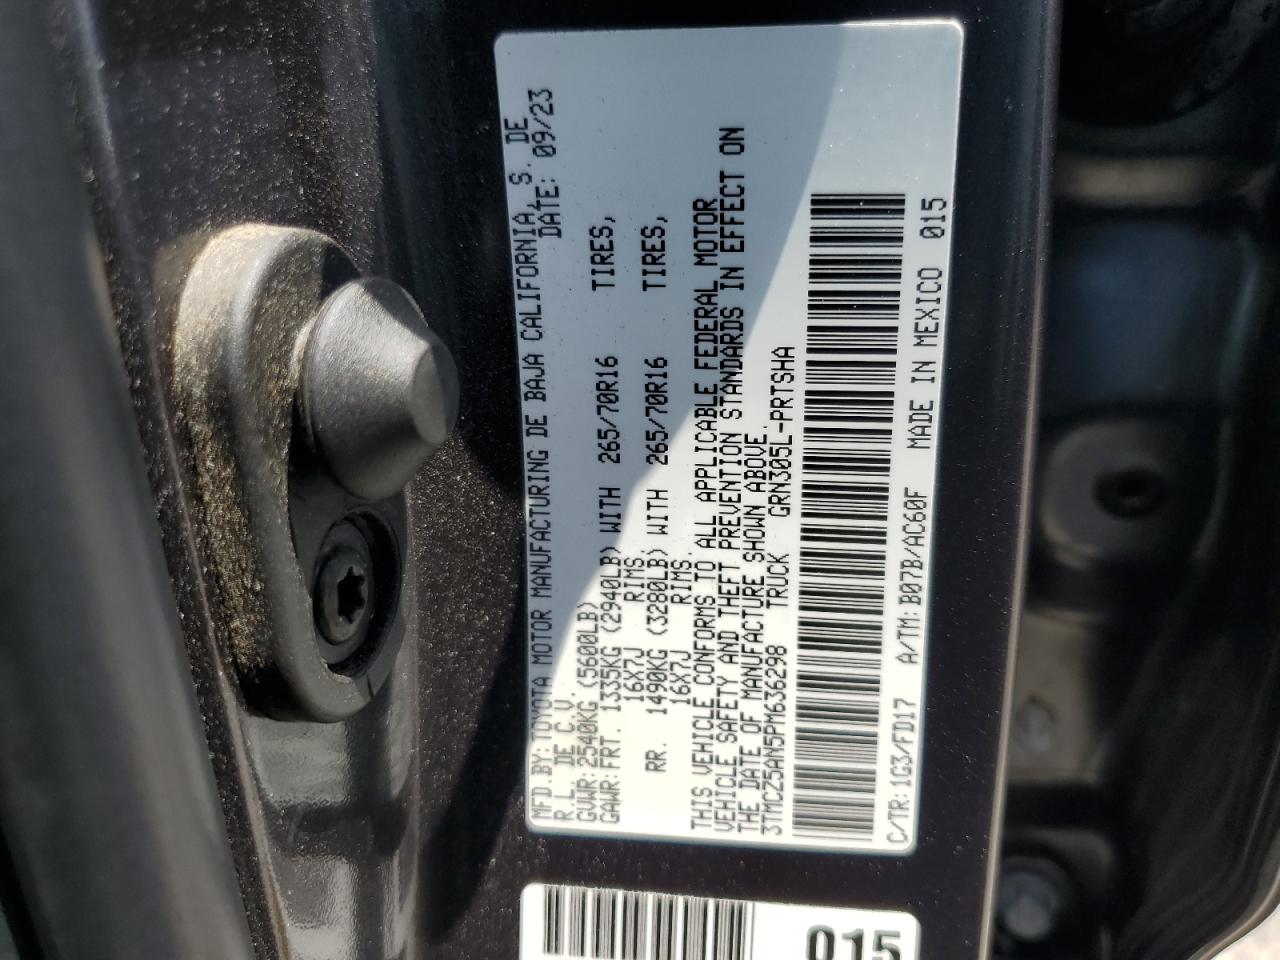 MFD.BY:TOYOTA MOTOR MANUFACTURING DE BAJA CALIFORNIA, S. DE
R.L. DE C.V. DATE: 09/23
GVWR:2540KG (5600LB)
GAWR:FRT. 1335KG (2940LB) WITH 265/70R16 TIRES,
16X7J RIMS.
RR. 1490KG (3280LB) WITH 265/70R16 TIRES,
16X7J RIMS.
THIS VEHICLE CONFORMS TO ALL APPLICABLE FEDERAL MOTOR
VEHICLE SAFETY AND THEFT PREVENTION STANDARDS IN EFFECT ON
THE DATE OF MANUFACTURE SHOWN ABOVE.
3TMCZ5AN5PM636298 TRUCK GRN305L-PRTSHA
C/TR:1G3/FD17 A/TM:B07B/AC60F MADE IN MEXICO 015
015